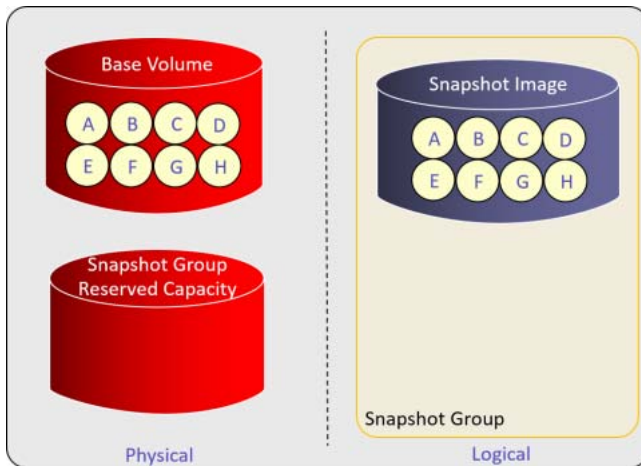 Base Volume
A B C D
E F G H
Snapshot Group
Reserved Capacity
Physical
Snapshot Image
A B C D
E F G H
Snapshot Group
Logical